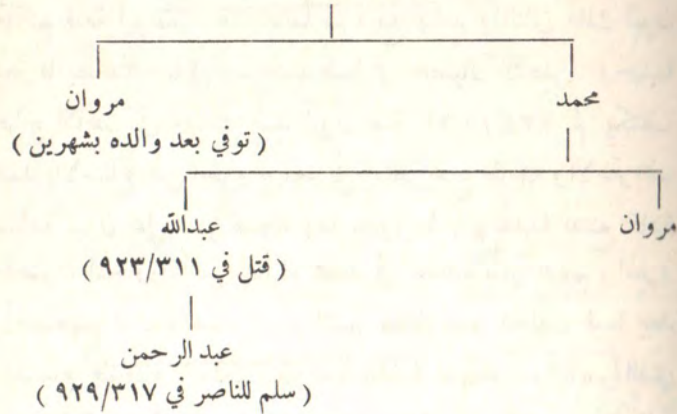 محمد
مروان
( توفي بعد والده بشهرين )
مروان
عبدالله
( قتل في ٩٢٣/٣١١ )
عبد الرحمن
( سلم للناصر في ٩٢٩/٣١٧ )